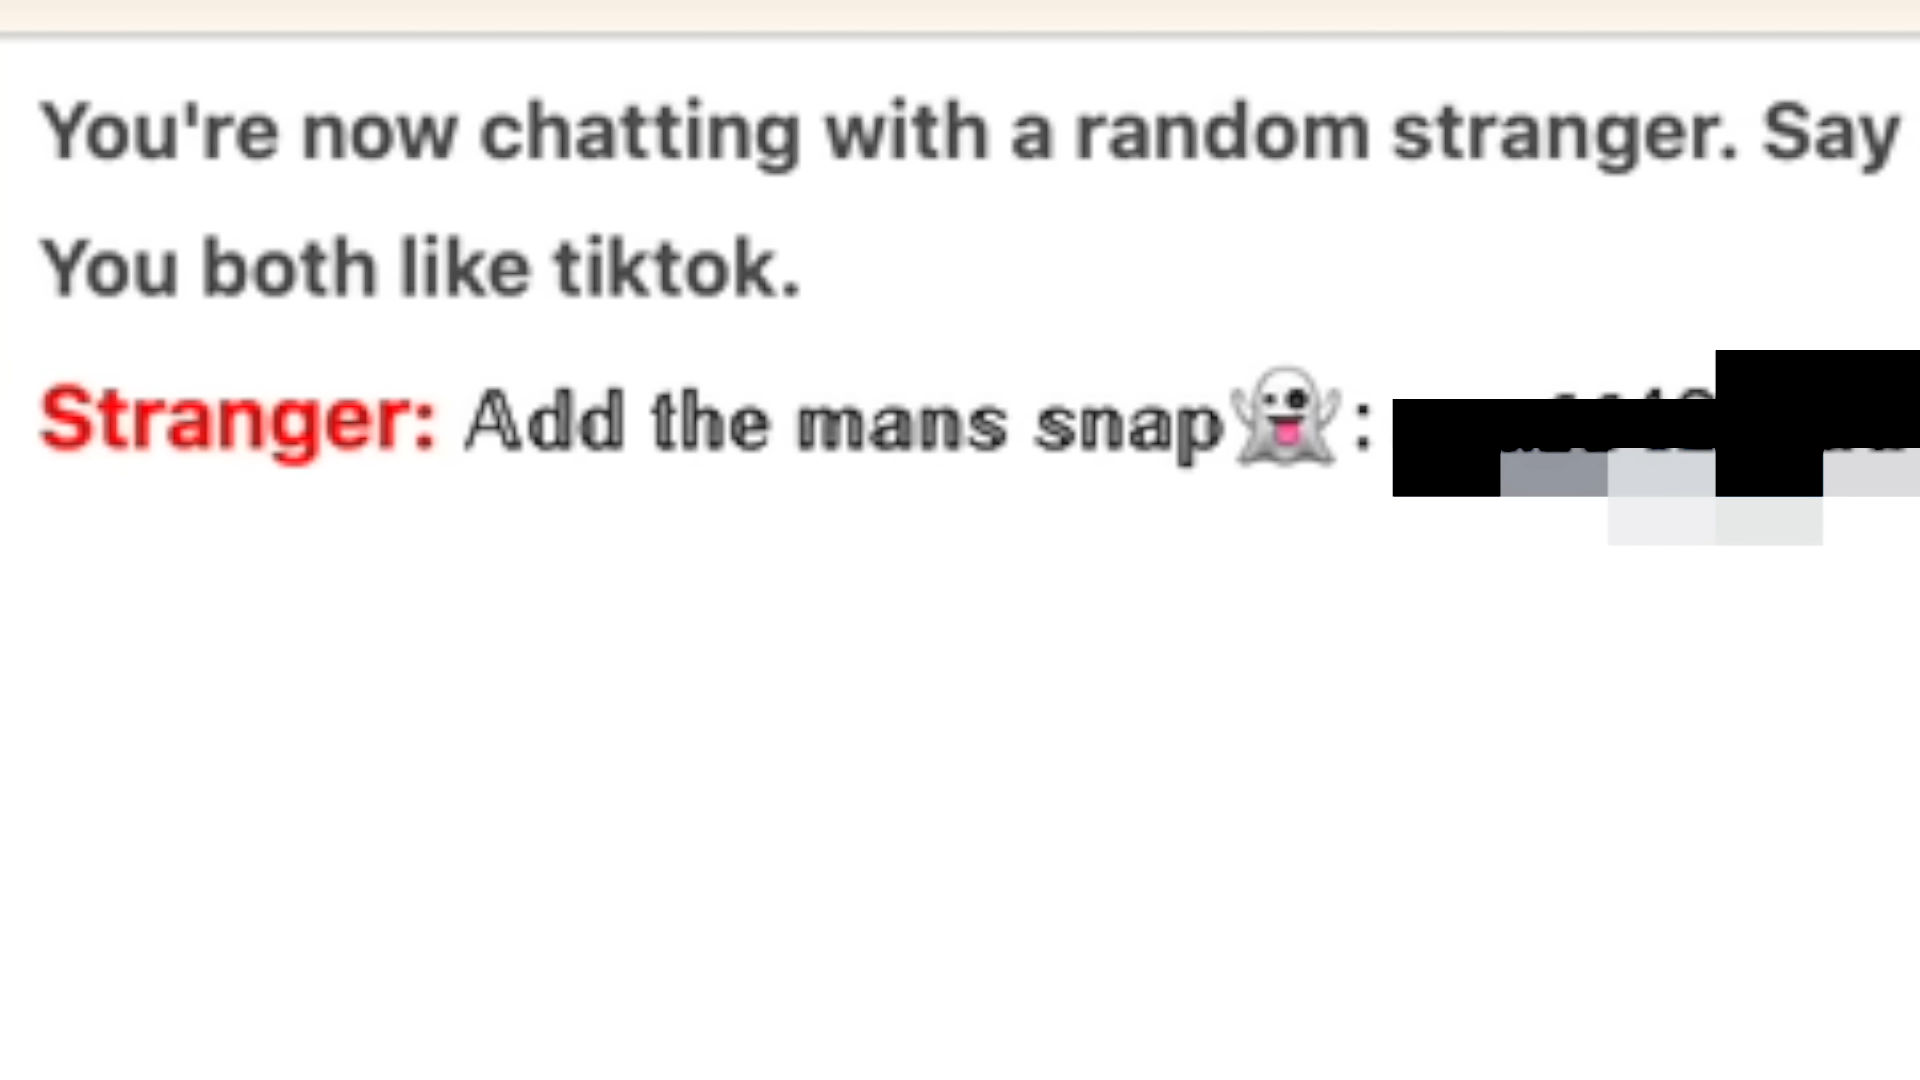 You're now chatting with a random stranger. Say
You both like tiktok.
Stranger: 𝔸𝕕𝕕 𝕥𝕙𝕖 𝕞𝕒𝕟𝕤 𝕤𝕟𝕒𝕡👻: